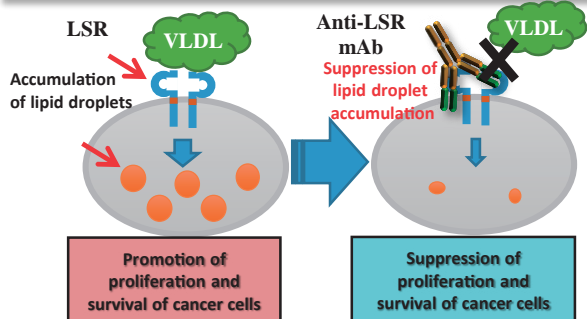 LSR
VLDL
Accumulation
of lipid droplets
Promotion of
proliferation and
survival of cancer cells
Anti-LSR
mAb
VLDL
Suppression of
lipid droplet
accumulation
Suppression of
proliferation and
survival of cancer cells